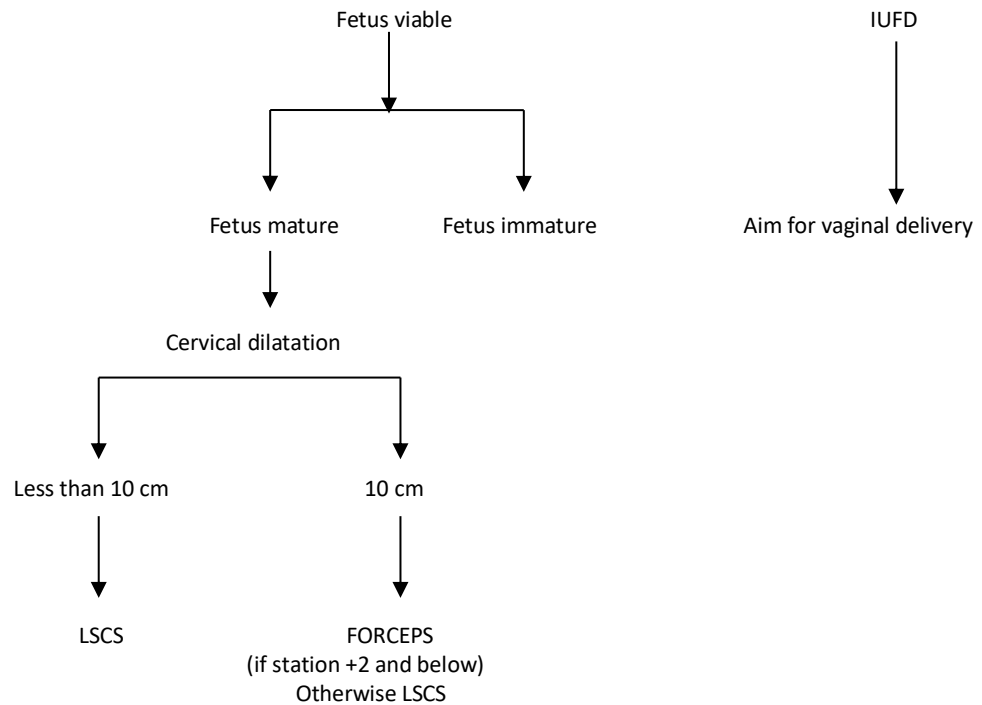 Fetus viable
IUFD
Fetus mature
Fetus immature
Aim for vaginal delivery
Cervical dilatation
Less than 10 cm
10 cm
LSCS
FORCEPS
(if station +2 and below)
Otherwise LSCS